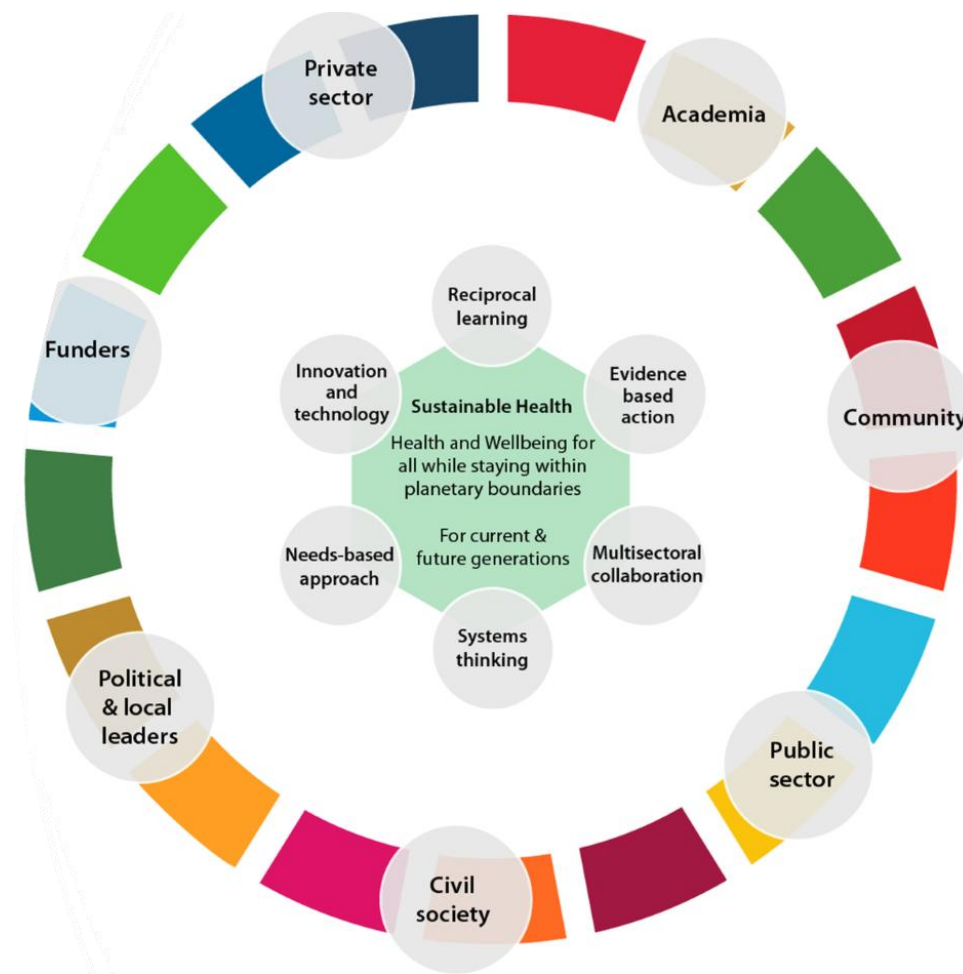 Private
sector
Academia
Funders
Community
Political
& local
leaders
Public
sector
Civil
society
Reciprocal
learning
Innovation
and
technology
Evidence
based
action
Sustainable Health
Health and Wellbeing for
all while staying within
planetary boundaries
For current &
future generations
Needs-based
approach
Multisectoral
collaboration
Systems
thinking